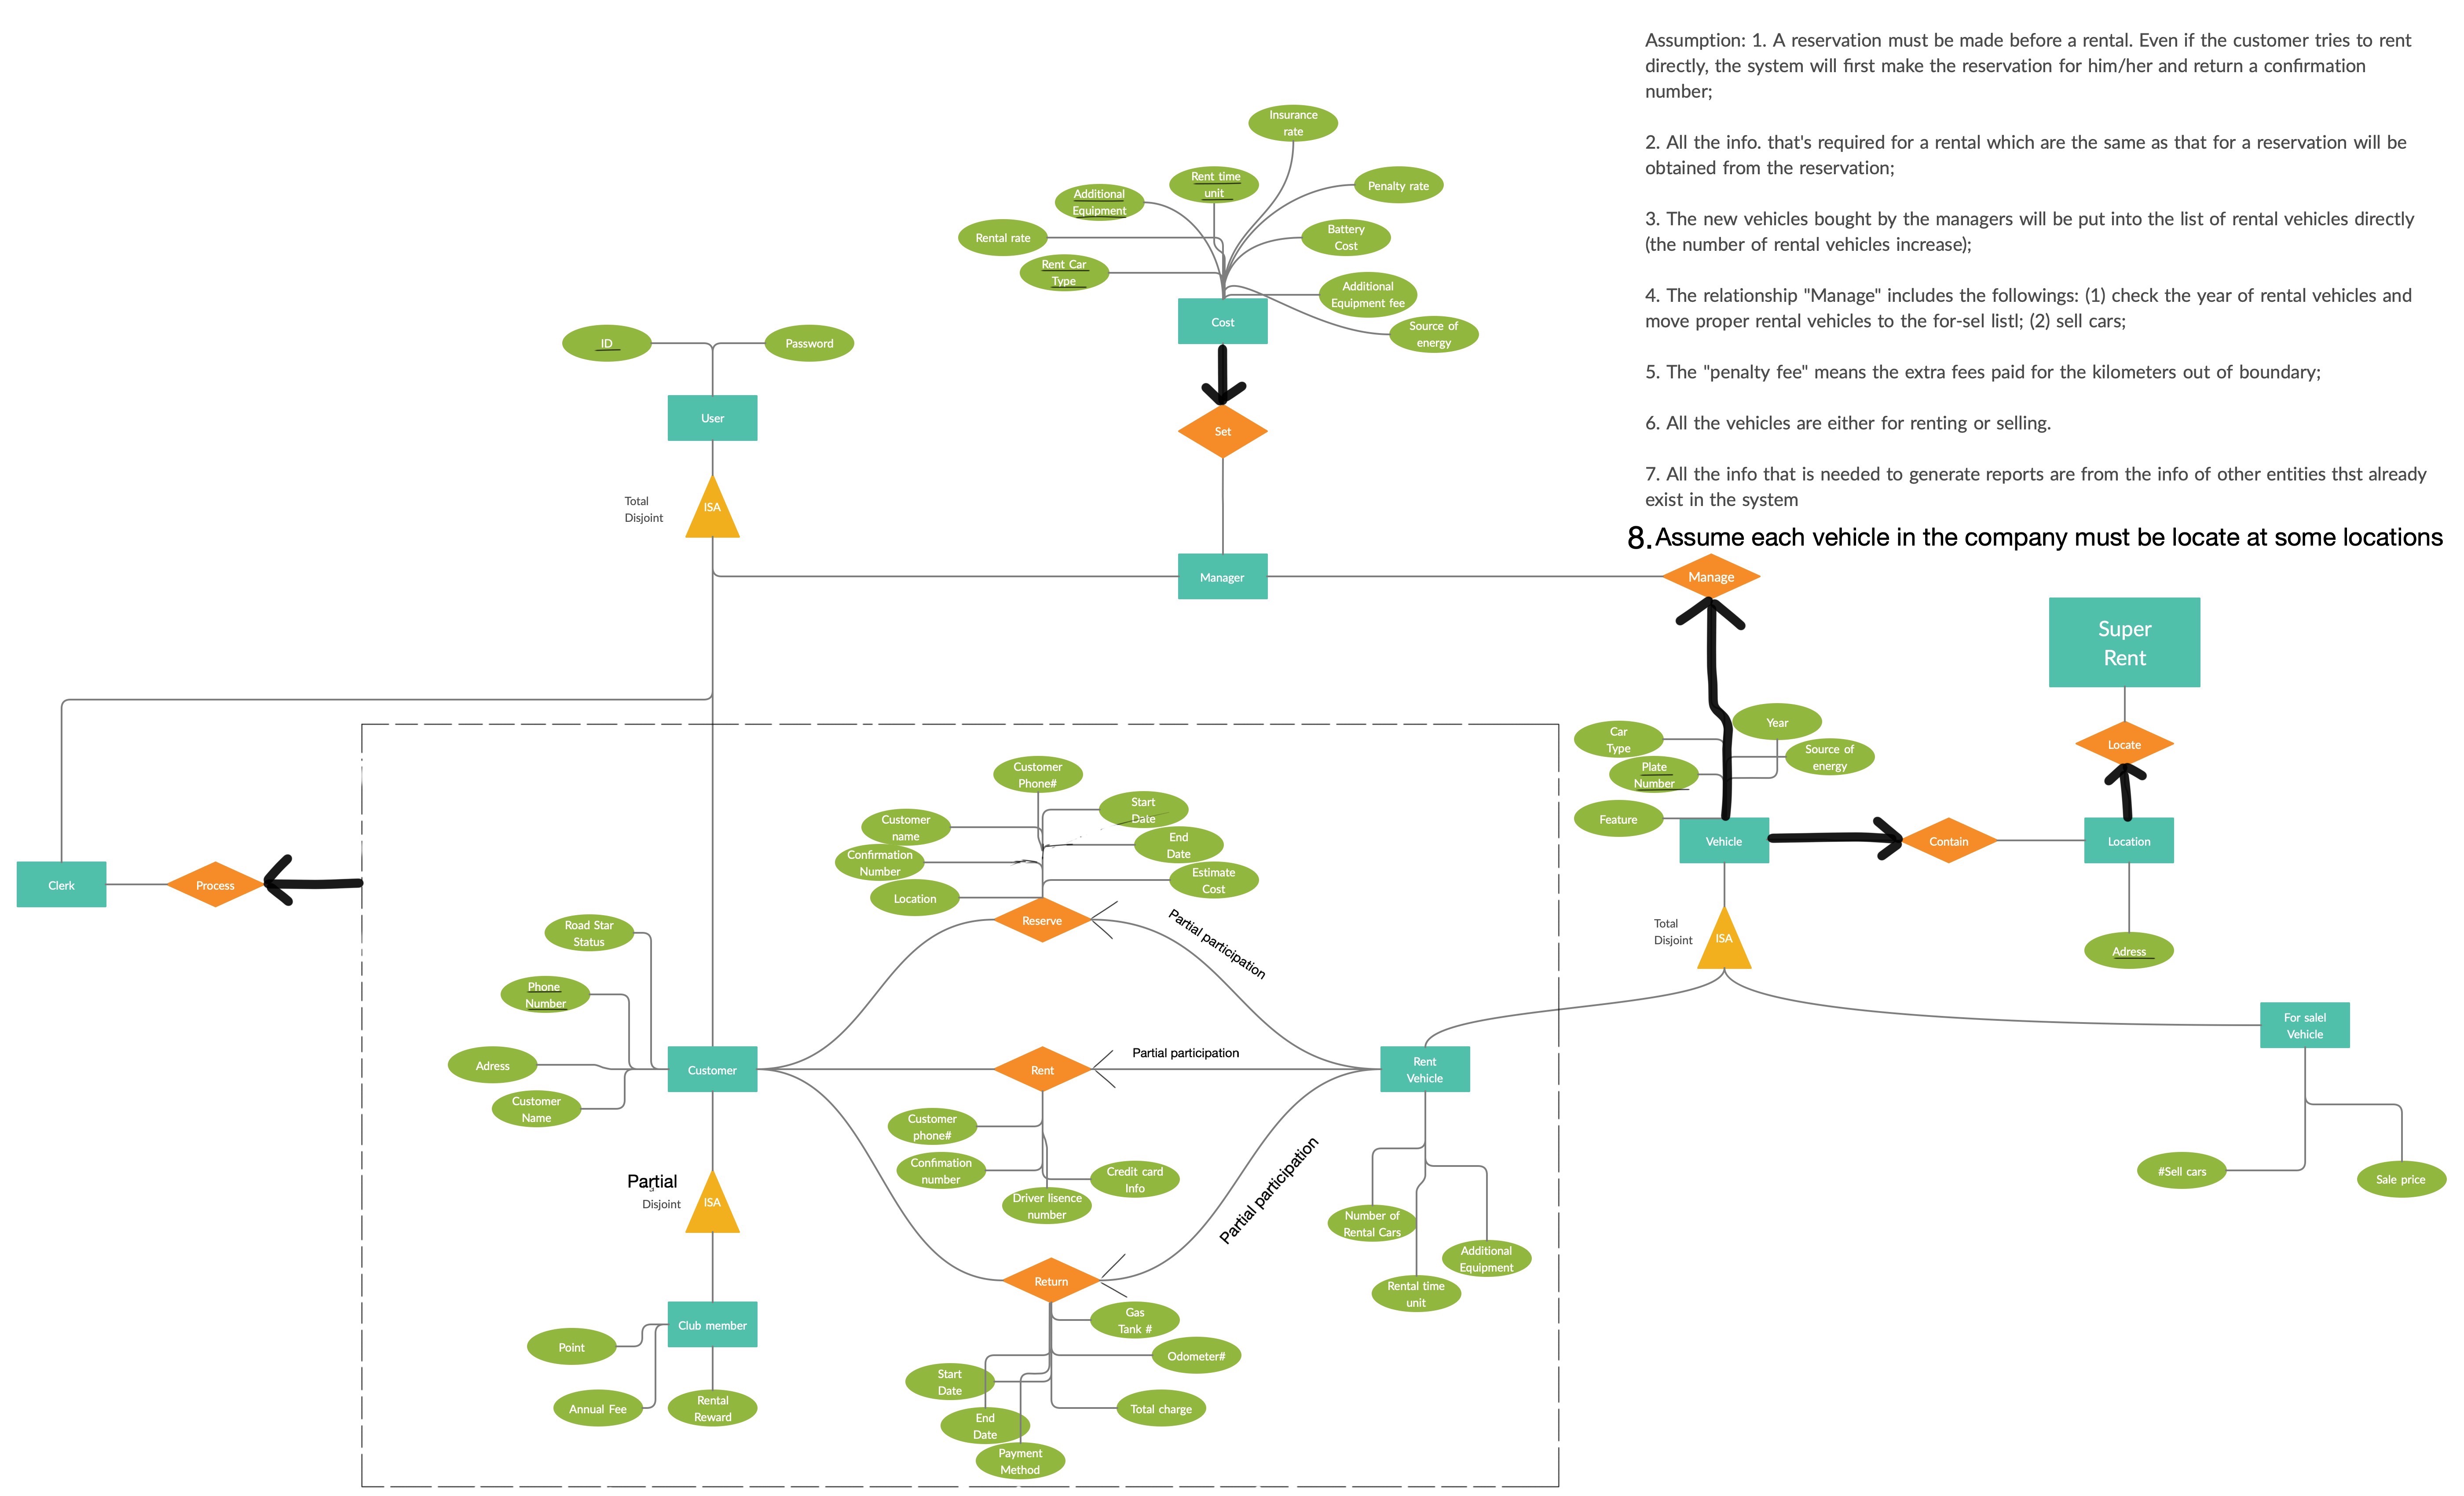 Assumption: 1. A reservation must be made before a rental. Even if the customer tries to rent
directly, the system will first make the reservation for him/her and return a confirmation
number;
2. All the info. that's required for a rental which are the same as that for a reservation will be
obtained from the reservation;
3. The new vehicles bought by the managers will be put into the list of rental vehicles directly
(the number of rental vehicles increase);
4. The relationship "Manage" includes the followings: (1) check the year of rental vehicles and
move proper rental vehicles to the for-sel listl; (2) sell cars;
5. The "penalty fee" means the extra fees paid for the kilometers out of boundary;
6. All the vehicles are either for renting or selling.
7. All the info that is needed to generate reports are from the info of other entities thst already
exist in the system
8. Assume each vehicle in the company must be locate at some locations
Insurance
rate
Rent time
unit
Penalty rate
Additional
Equipment
Rental rate
Battery
Cost
Rent Car
Type
Additional
Equipment fee
Cost
Source of
energy
ID
Password
User
Set
Total
Disjoint
ISA
Manager
Manage
Super
Rent
Locate
Car
Type
Year
Source of
energy
Plate
Number
Feature
Vehicle
Contain
Location
Adress
Total
Disjoint
ISA
For salel
Vehicle
#Sell cars
Sale price
Clerk
Process
Customer
Phone#
Start
Date
Customer
name
End
Date
Confirmation
Number
Estimate
Cost
Location
Reserve
Partial participation
Road Star
Status
Phone
Number
Adress
Customer
Name
Customer
Rent
Partial participation
Rent
Vehicle
Customer
phone#
Confimation
number
Credit card
Info
Driver lisence
number
Partial participation
Number of
Rental Cars
Additional
Equipment
Rental time
unit
Partial
Disjoint
ISA
Return
Gas
Tank #
Odometer#
Start
Date
Total charge
End
Date
Payment
Method
Club member
Point
Annual Fee
Rental
Reward